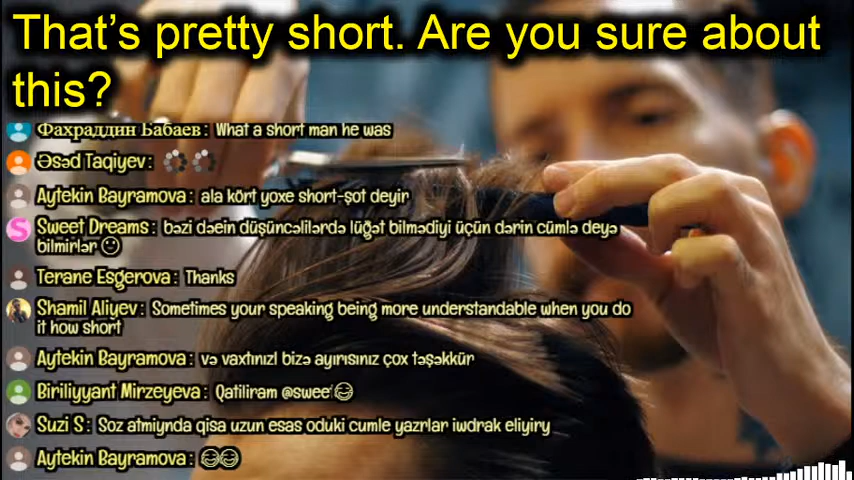 That's pretty short. Are you sure about
this?
Фахраддин Бабаев : What a short man he was
Əsəd Taqiyev :
Aytekin Bayramova : ala kört yoxe short-şot deyir
Sweet Dreams : bəzi dəein düşüncəlilərdə lüğət bilmədiyi üçün dərin cümlə deyə
bilmirlər
Terane Esgerova : Thanks
Shamil Aliyev : Sometimes your speaking being more understandable when you do
it how short
Aytekin Bayramova : və vaxtınızl bizə ayırısınız çox təşəkkür
Biriliyyant Mirzeyeva : Qatiliram @sweet
Suzi S : Soz atmiynda qisa uzun esas oduki cumle yazrlar iwdrak eliyiry
Aytekin Bayramova :